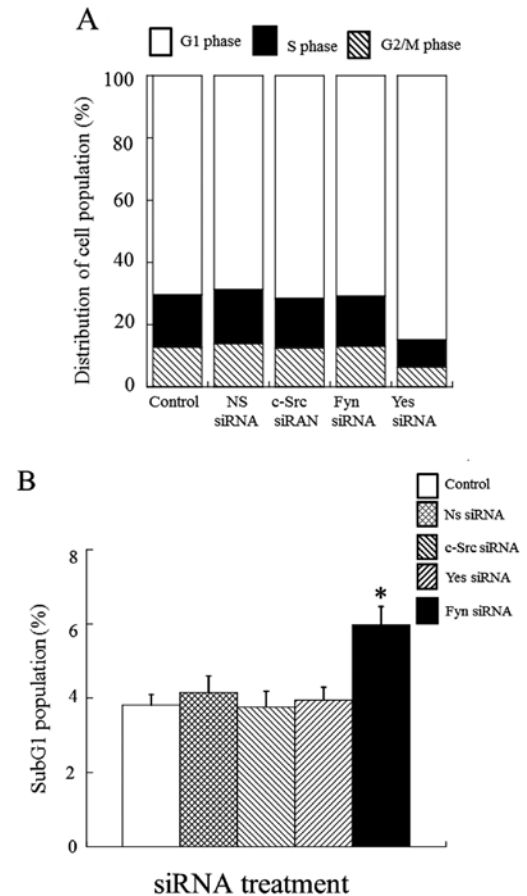 A
G1 phase S phase G2/M phase
Distribution of cell population (%)
100
80
60
40
20
0
Control NS siRNA c-Src siRAN Fyn siRNA Yes siRNA
B
Control
Ns siRNA
c-Src siRNA
Yes siRNA
Fyn siRNA
SubG1 population (%)
8
6
4
2
0
*
siRNA treatment